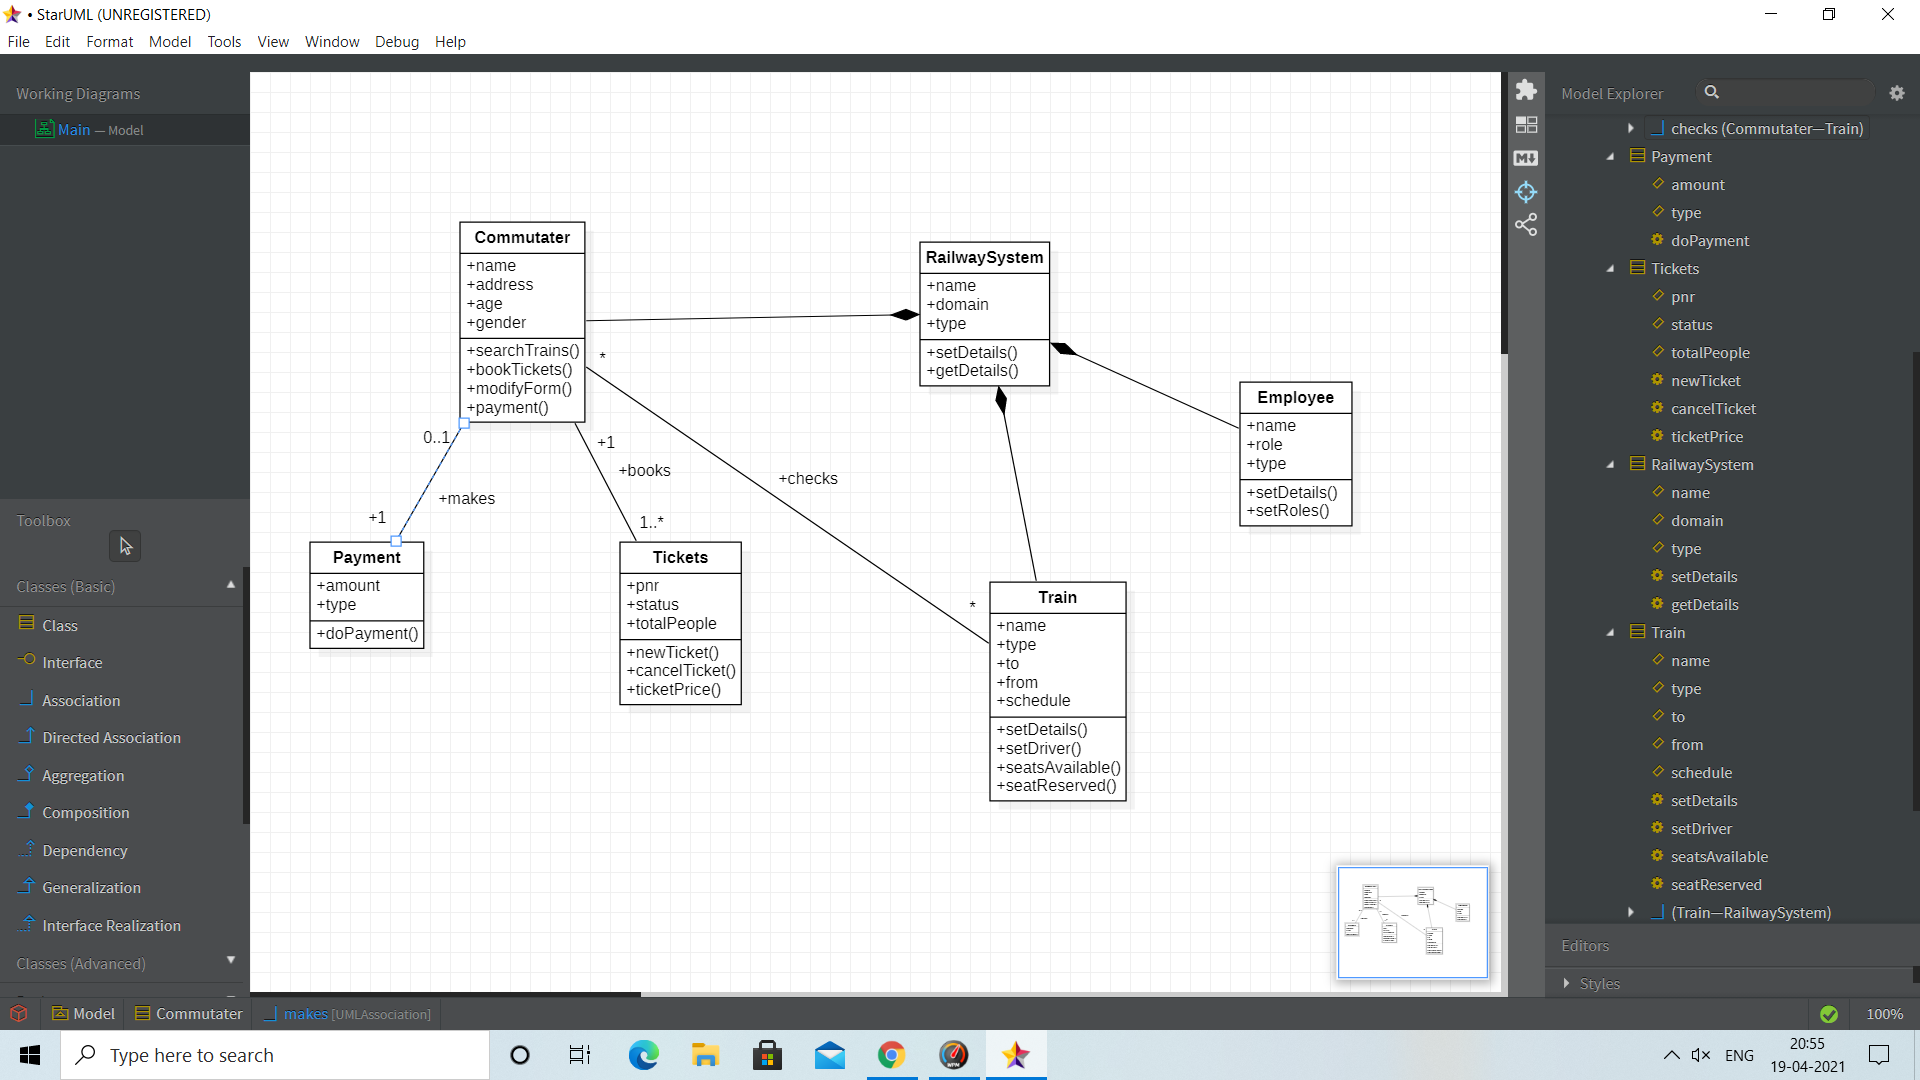 • StarUML (UNREGISTERED)
File Edit Format Model Tools View Window Debug Help
Working Diagrams
Main — Model
Toolbox
Classes (Basic)
Class
Interface
Association
Directed Association
Aggregation
Composition
Dependency
Generalization
Interface Realization
Classes (Advanced)
Commutater
+name
+address
+age
+gender
+searchTrains()
+bookTickets()
+modifyForm()
+payment()
RailwaySystem
+name
+domain
+type
+setDetails()
+getDetails()
Employee
+name
+role
+type
+setDetails()
+setRoles()
*
0..1
+1
+books
+checks
+makes
+1
1..*
*
Payment
+amount
+type
+doPayment()
Tickets
+pnr
+status
+totalPeople
+newTicket()
+cancelTicket()
+ticketPrice()
Train
+name
+type
+to
+from
+schedule
+setDetails()
+setDriver()
+seatsAvailable()
+seatReserved()
M
Model Explorer
checks (Commutater—Train)
Payment
amount
type
doPayment
Tickets
pnr
status
totalPeople
newTicket
cancelTicket
ticketPrice
RailwaySystem
name
domain
type
setDetails
getDetails
Train
name
type
to
from
schedule
setDetails
setDriver
seatsAvailable
seatReserved
(Train—RailwaySystem)
Editors
Styles
Model Commutater makes [UMLAssociation] 100%
Type here to search
ENG
20:55
19-04-2021